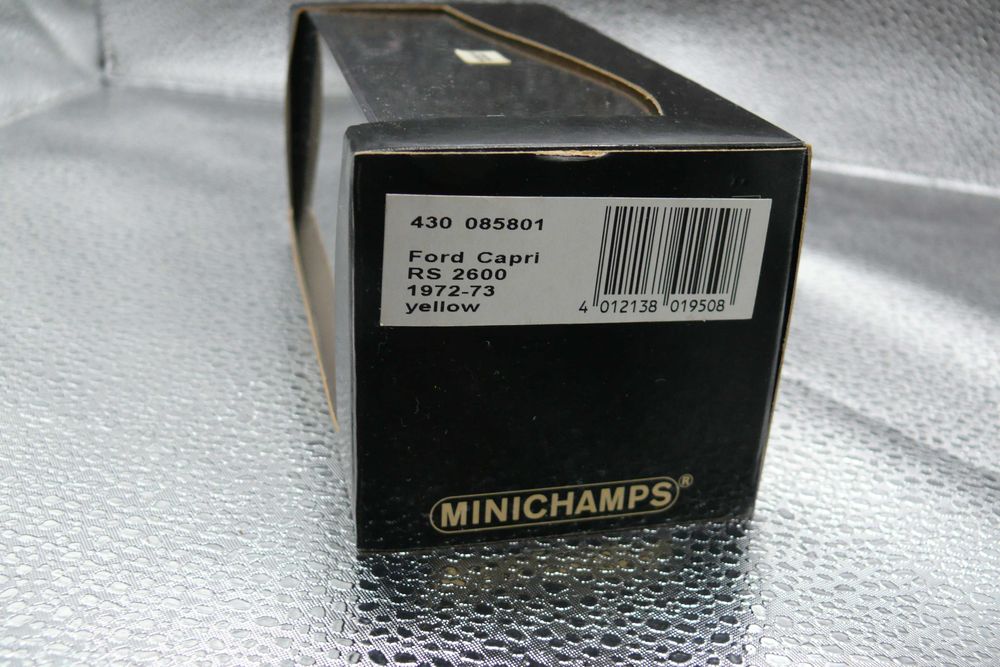 430 085801
Ford Capri
RS 2600
1972-73
yellow
4 012138 019508
MINICHAMPS®